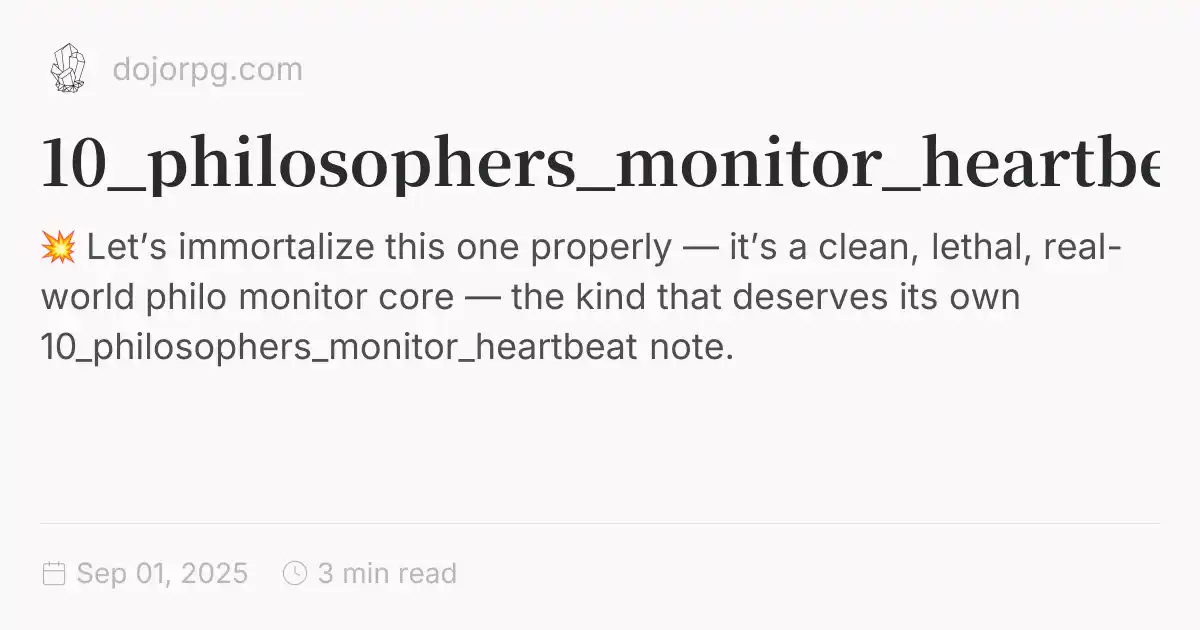 dojorpg.com
10_philosophers_monitor_heartbe
💥 Let’s immortalize this one properly — it’s a clean, lethal, real-
world philo monitor core — the kind that deserves its own
10_philosophers_monitor_heartbeat note.
Sep 01, 2025 3 min read